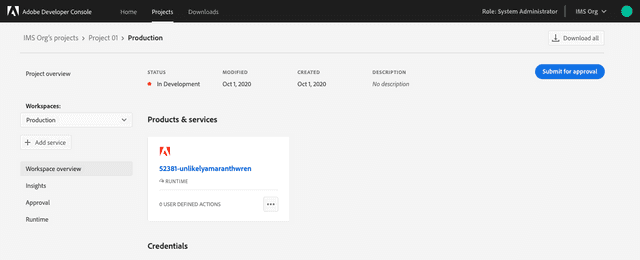 Adobe Developer Console
Home
Projects
Downloads
Role: System Administrator
IMS Org
IMS Org's projects > Project 01 > Production
Download all
Project overview
STATUS
In Development
MODIFIED
Oct 1, 2020
CREATED
Oct 1, 2020
DESCRIPTION
No description
Submit for approval
Workspaces:
Production
Add service
Workspace overview
Insights
Approval
Runtime
Products & services
52381-unlikelyamaranthwren
RUNTIME
0 USER DEFINED ACTIONS
Credentials